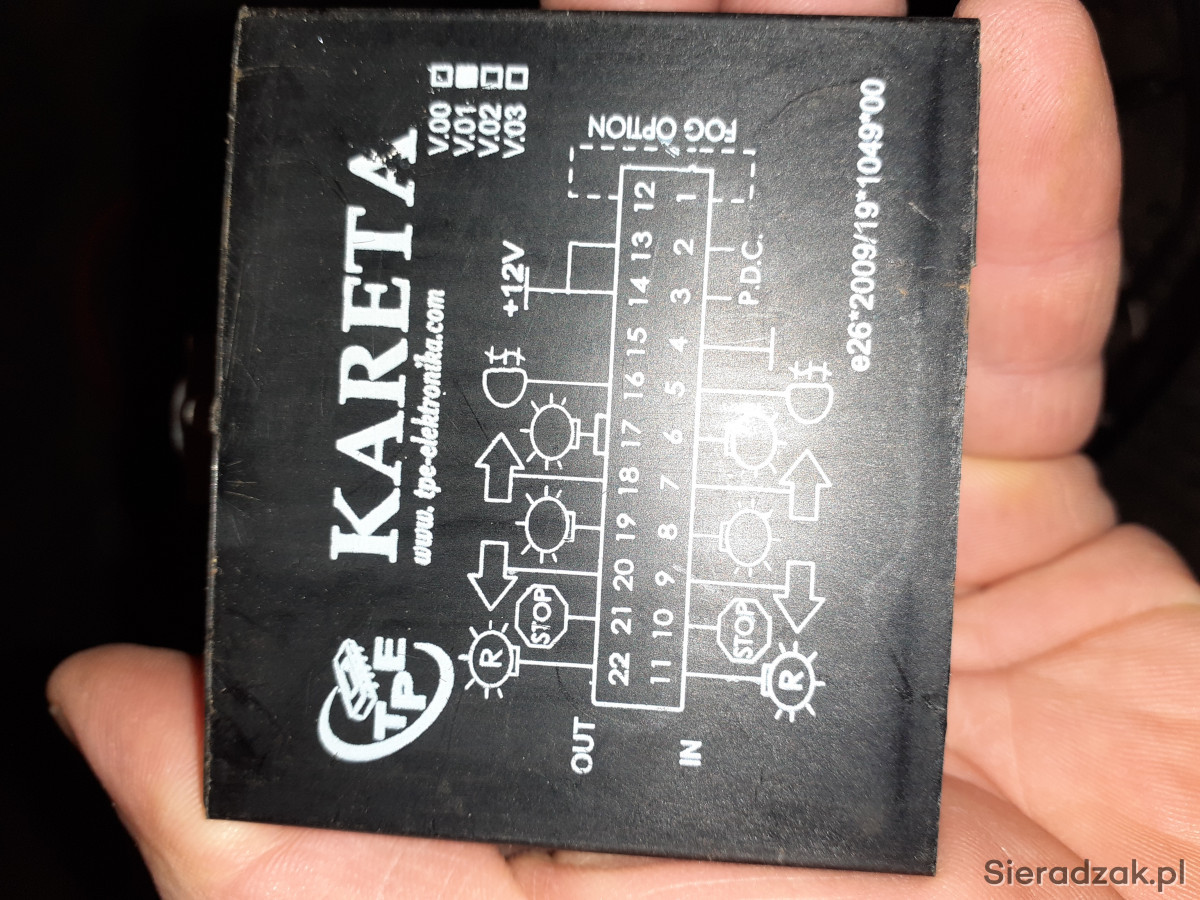 TPE
KARETA
www.tpe-elektronika.com
V.00
V.01
V.02
V.03
+12V
FOG OPTION
R
STOP
OUT
22 21 20 19 18 17 16 15 14 13 12
IN
11 10 9 8 7 6 5 4 3 2 1
R
STOP
P.D.C.
e26*2009/19*1049*00
Sieradzak.pl